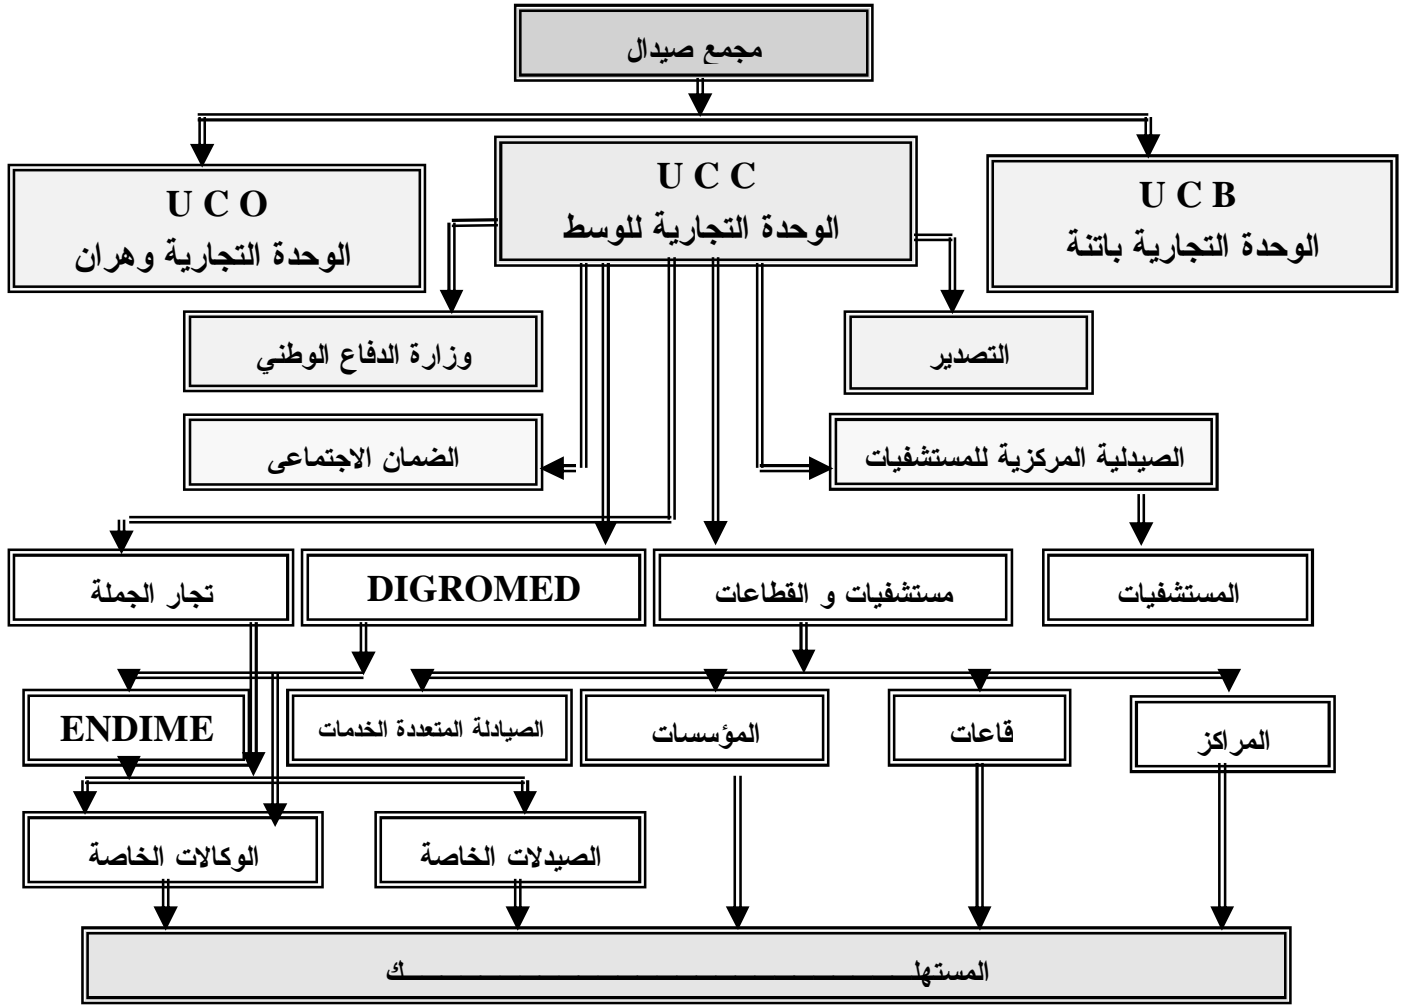 مجمع صيدال
U C B
الوحدة التجارية باتنة
U C C
الوحدة التجارية للوسط
U C O
الوحدة التجارية وهران
التصدير
وزارة الدفاع الوطني
الصيدلية المركزية للمستشفيات
الضمان الاجتماعى
المستشفيات
مستشفيات و القطاعات
DIGROMED
تجار الجملة
المراكز
قاعات
المؤسسات
الصيادلة المتعددة الخدمات
ENDIME
الصيدلات الخاصة
الوكالات الخاصة
المستهلـــــــــــــــــــــــــــــــــــــــــك